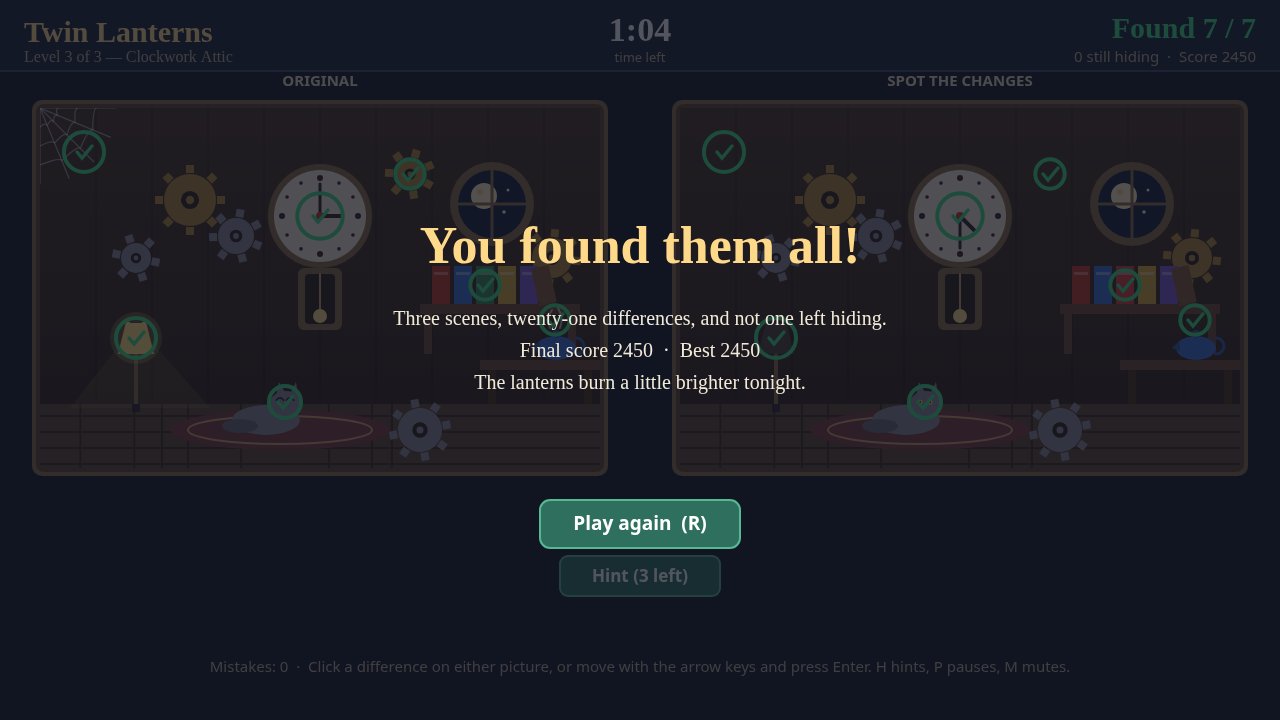 Twin Lanterns
Level 3 of 3 — Clockwork Attic
1:04
time left
Found 7 / 7
0 still hiding · Score 2450
ORIGINAL
SPOT THE CHANGES
You found them all!
Three scenes, twenty-one differences, and not one left hiding.
Final score 2450 · Best 2450
The lanterns burn a little brighter tonight.
Play again (R)
Hint (3 left)
Mistakes: 0 · Click a difference on either picture, or move with the arrow keys and press Enter. H hints, P pauses, M mutes.